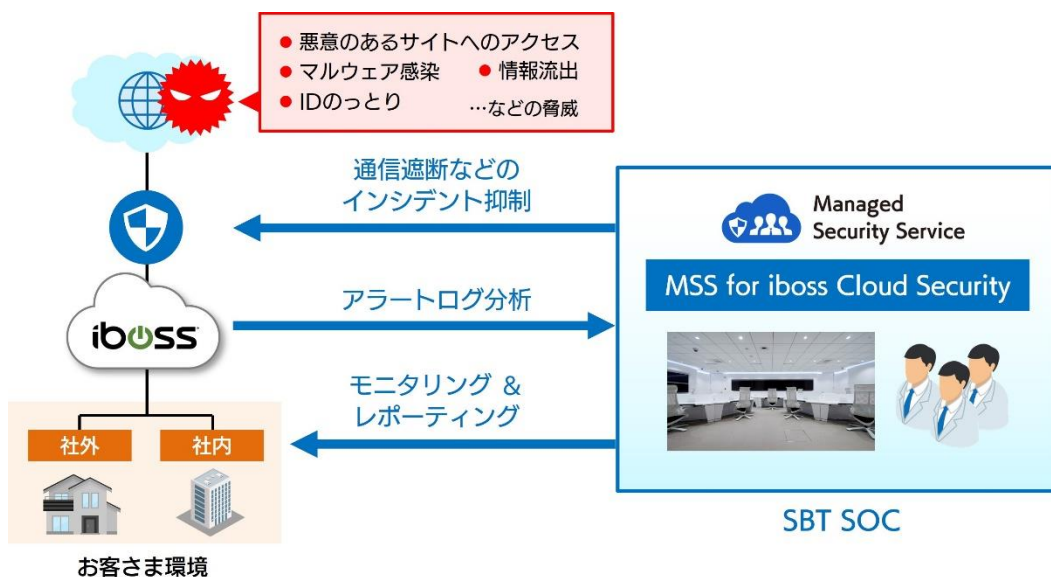 ● 悪意のあるサイトへのアクセス
● マルウェア感染 ● 情報流出
● IDのっとり …などの脅威
通信遮断などの
インシデント抑制
Managed
Security Service
MSS for iboss Cloud Security
アラートログ分析
iboss
モニタリング &
レポーティング
社外 社内
SBT SOC
お客さま環境